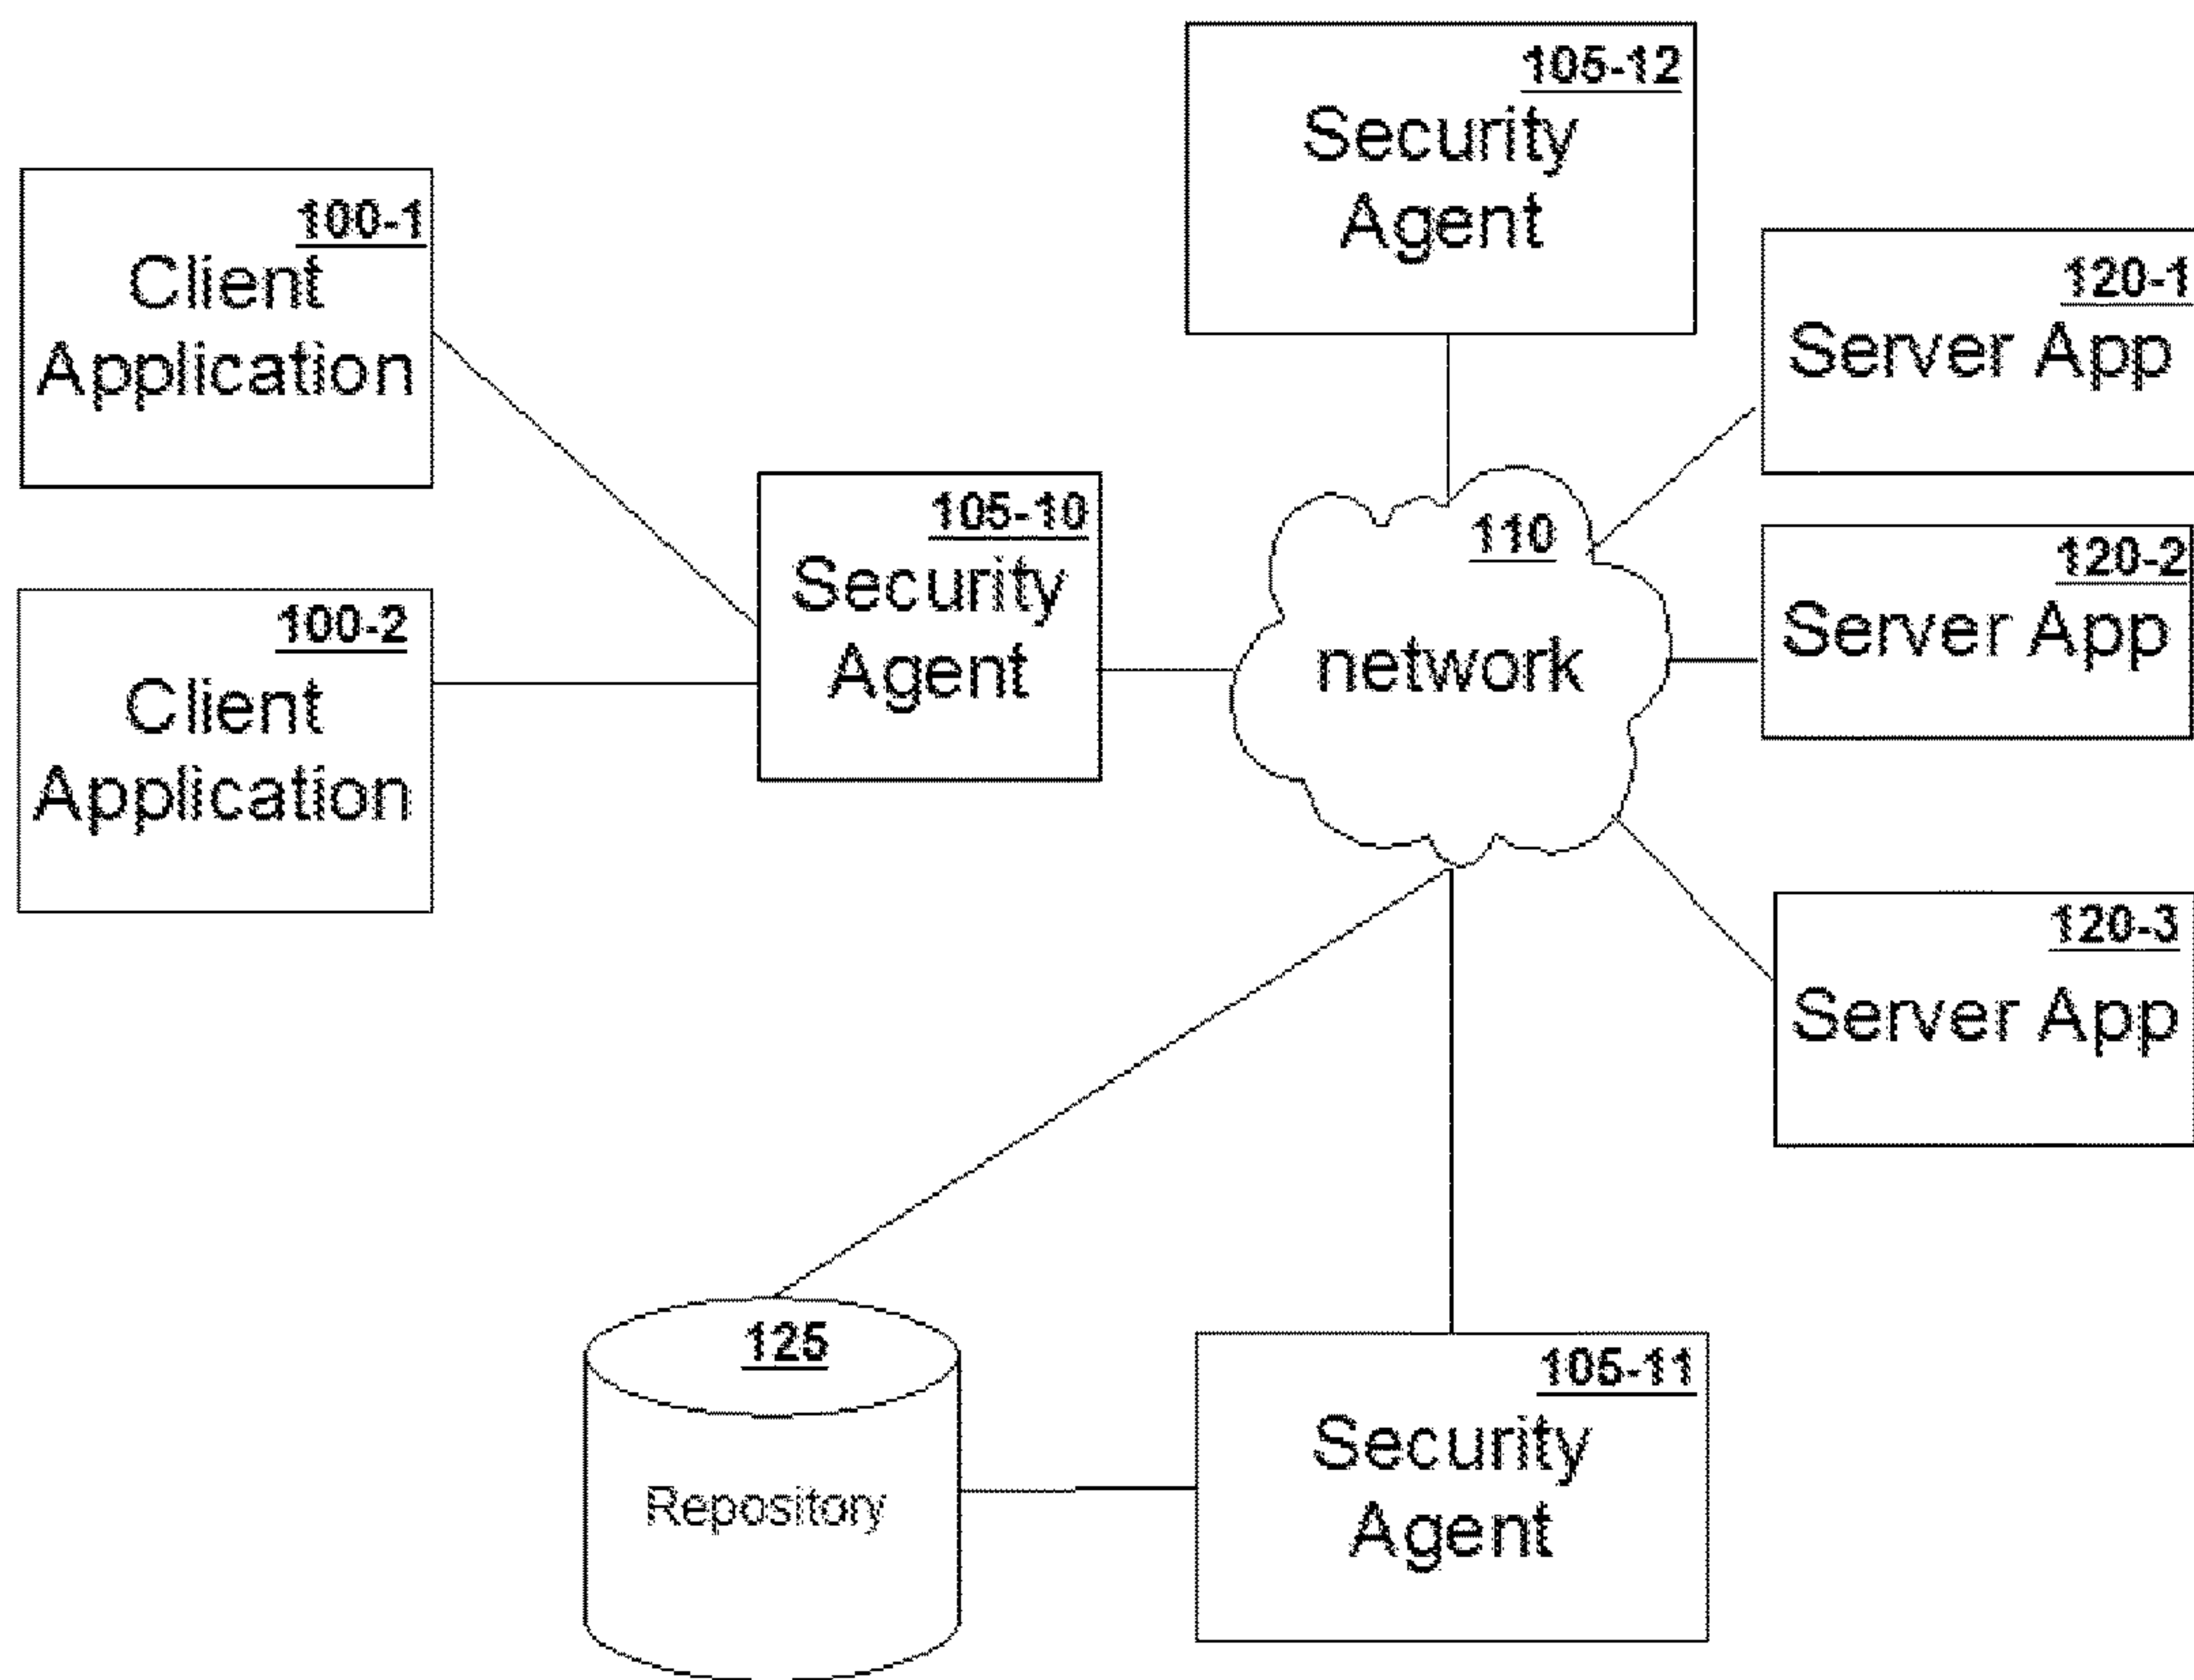 105-12
Security
Agent
100-1
Client
Application
120-1
Server App
105-10
Security
Agent
110
network
120-2
Server App
100-2
Client
Application
120-3
Server App
125
Repository
105-11
Security
Agent